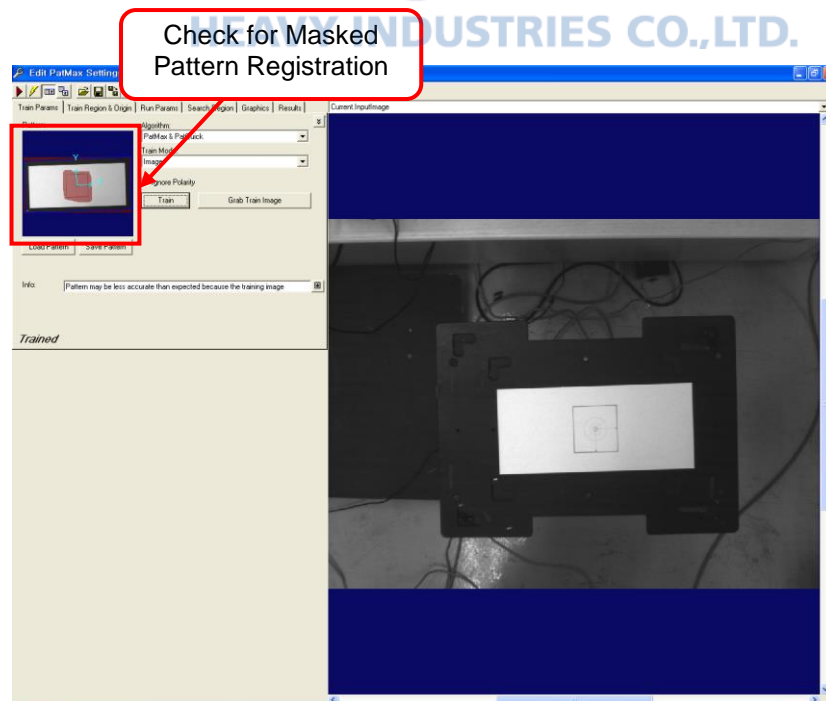 HEAVY INDUSTRIES CO.,LTD.
Check for Masked
Pattern Registration
Edit PatMax Setting
Train Params
Train Region & Origin
Run Params
Search Region
Graphics
Results
Current.InputImage
Algorithm:
PatMax & PatQuick
Train Mode
Image
Ignore Polarity
Train
Grab Train Image
Load Pattern
Save Pattern
Info:
Pattern may be less accurate than expected because the training image
Trained
Y